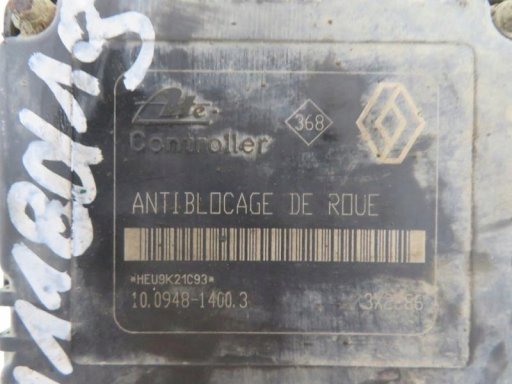 Ate
Controller
368
ANTIBLOCAGE DE ROUE
*HEU9K21C93*
10.0948-1400.3